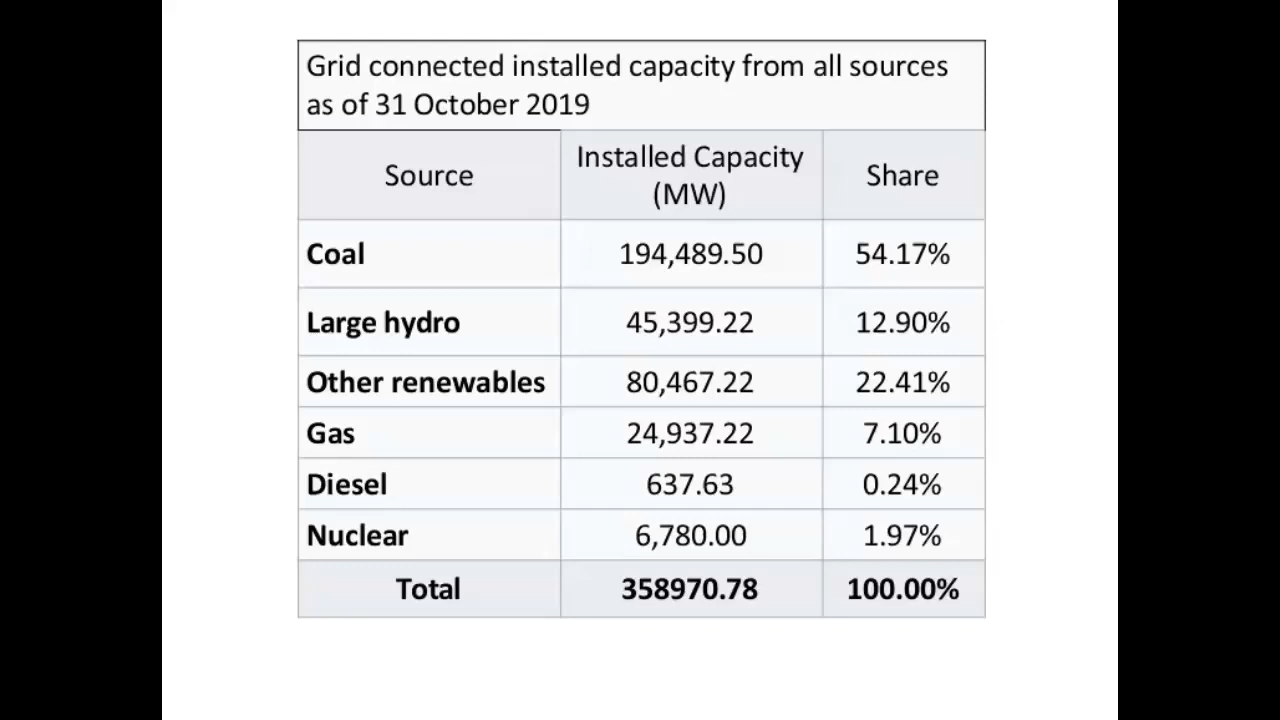 Grid connected installed capacity from all sources
as of 31 October 2019
Source Installed Capacity (MW) Share
Coal 194,489.50 54.17%
Large hydro 45,399.22 12.90%
Other renewables 80,467.22 22.41%
Gas 24,937.22 7.10%
Diesel 637.63 0.24%
Nuclear 6,780.00 1.97%
Total 358970.78 100.00%